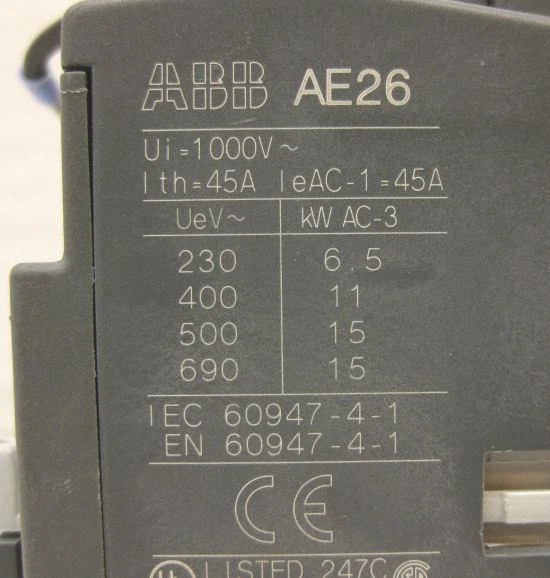 ABB AE26
Ui=1000V~
Ith=45A IeAC-1=45A
UeV~ kW AC-3
230 6.5
400 11
500 15
690 15
IEC 60947-4-1
EN 60947-4-1
CE
UL LISTED 247C